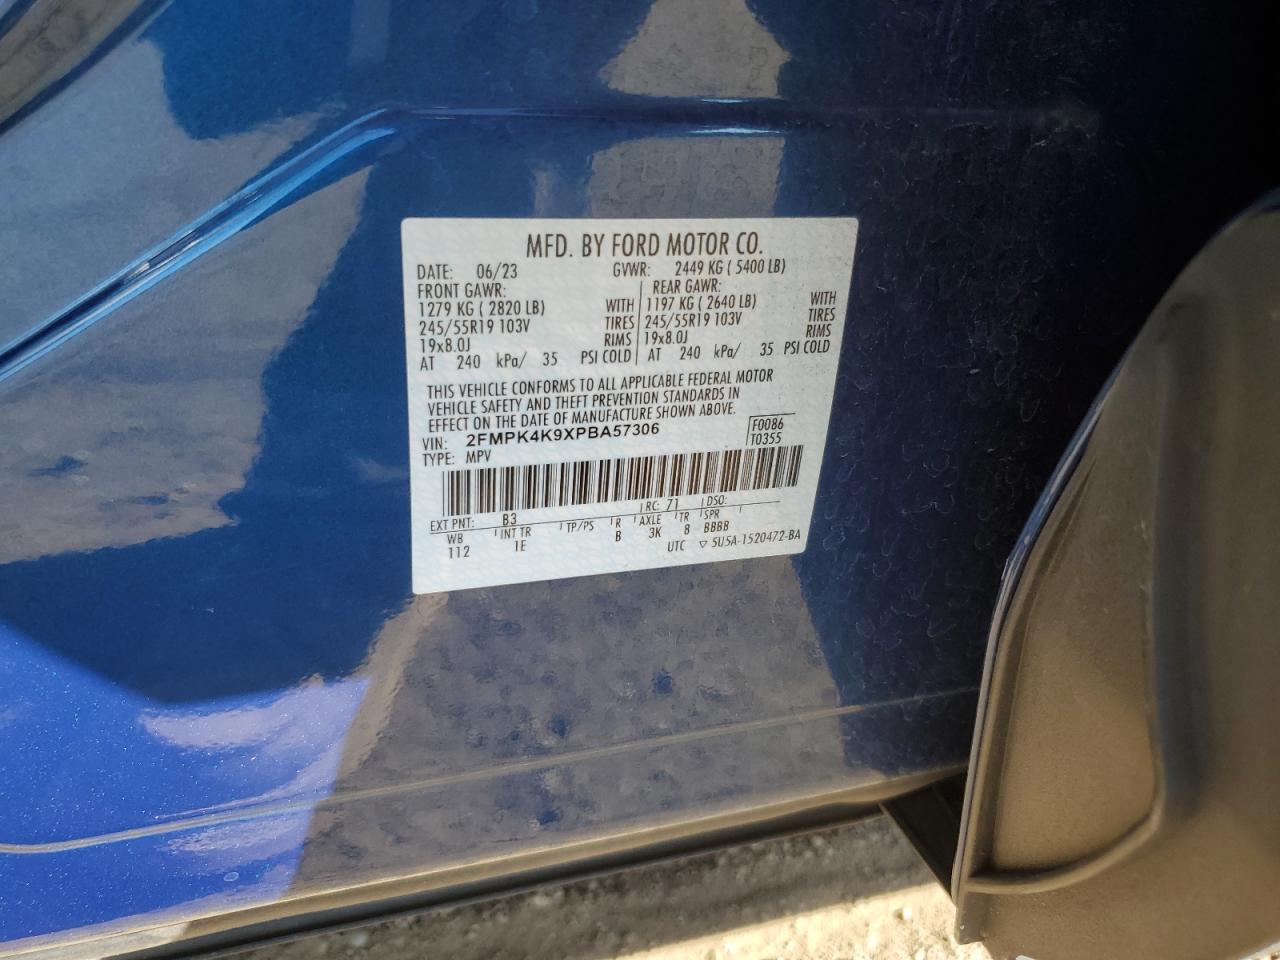 MFD. BY FORD MOTOR CO.
DATE: 06/23 GVWR: 2449 KG ( 5400 LB)
FRONT GAWR: REAR GAWR:
1279 KG ( 2820 LB) WITH 1197 KG ( 2640 LB) WITH
245/55R19 103V TIRES 245/55R19 103V TIRES
19x8.0J RIMS 19x8.0J RIMS
AT 240 kPa/ 35 PSI COLD AT 240 kPa/ 35 PSI COLD
THIS VEHICLE CONFORMS TO ALL APPLICABLE FEDERAL MOTOR
VEHICLE SAFETY AND THEFT PREVENTION STANDARDS IN
EFFECT ON THE DATE OF MANUFACTURE SHOWN ABOVE.
VIN: 2FMPK4K9XPBA57306 F0086
TYPE: MPV T0355
EXT PNT: B3 RC: 71 DSO:
WB INT TR TP/PS R AXLE TR SPR
112 1E B 3K 8 BBBB
UTC ▽ 5U5A-1520472-BA